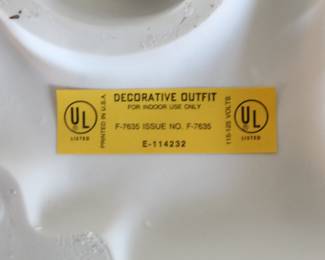 DECORATIVE OUTFIT
FOR INDOOR USE ONLY
F-7635 ISSUE NO. F-7635
E-114232
UL
LISTED
PRINTED IN U.S.A.
115-125 VOLTS
UL
LISTED